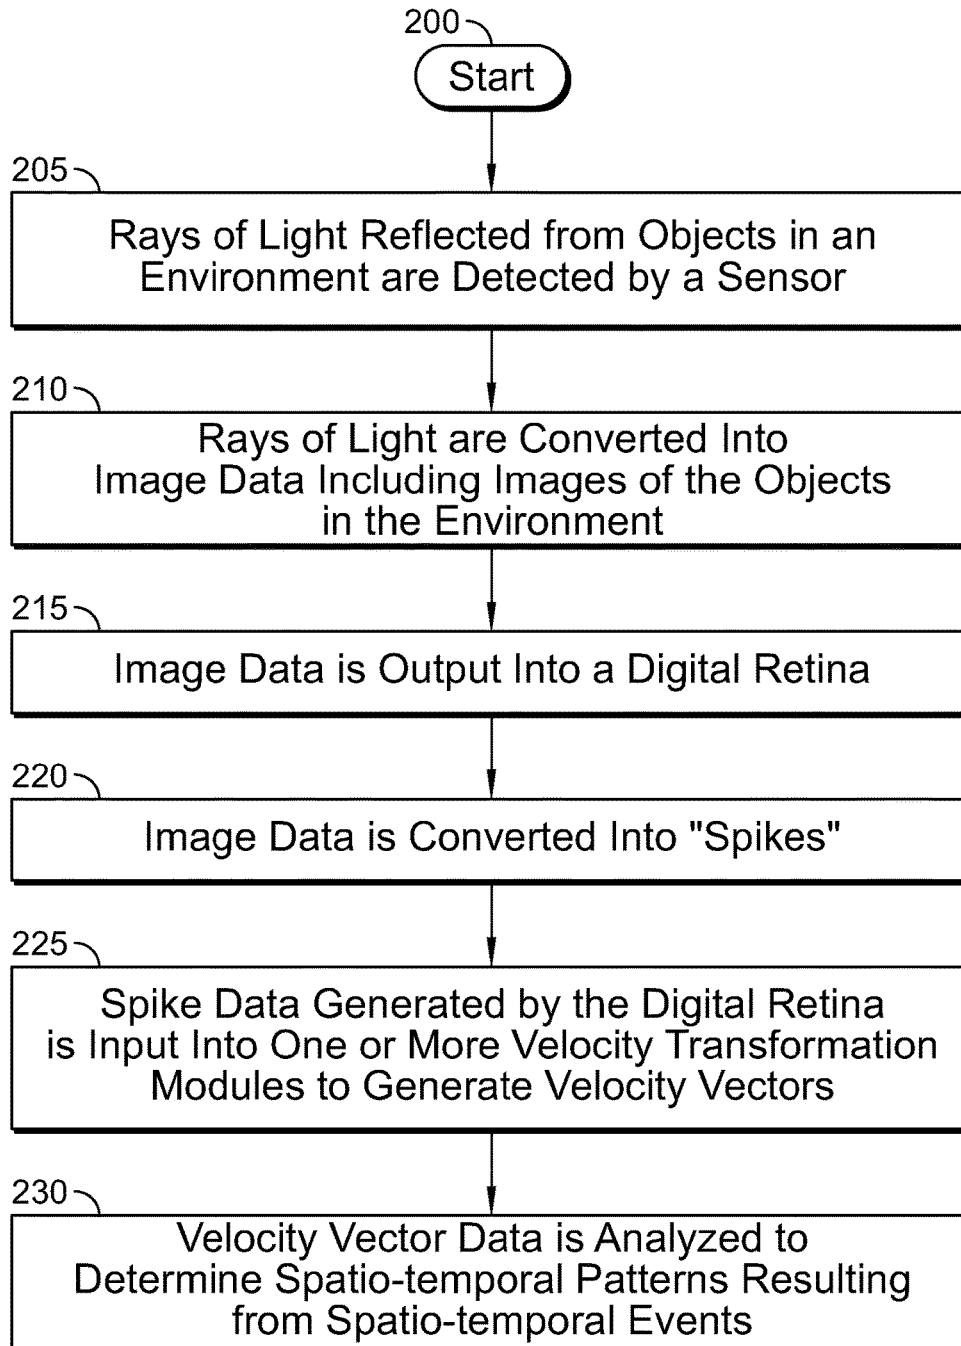 200
Start
205
Rays of Light Reflected from Objects in an
Environment are Detected by a Sensor
210
Rays of Light are Converted Into
Image Data Including Images of the Objects
in the Environment
215
Image Data is Output Into a Digital Retina
220
Image Data is Converted Into "Spikes"
225
Spike Data Generated by the Digital Retina
is Input Into One or More Velocity Transformation
Modules to Generate Velocity Vectors
230
Velocity Vector Data is Analyzed to
Determine Spatio-temporal Patterns Resulting
from Spatio-temporal Events